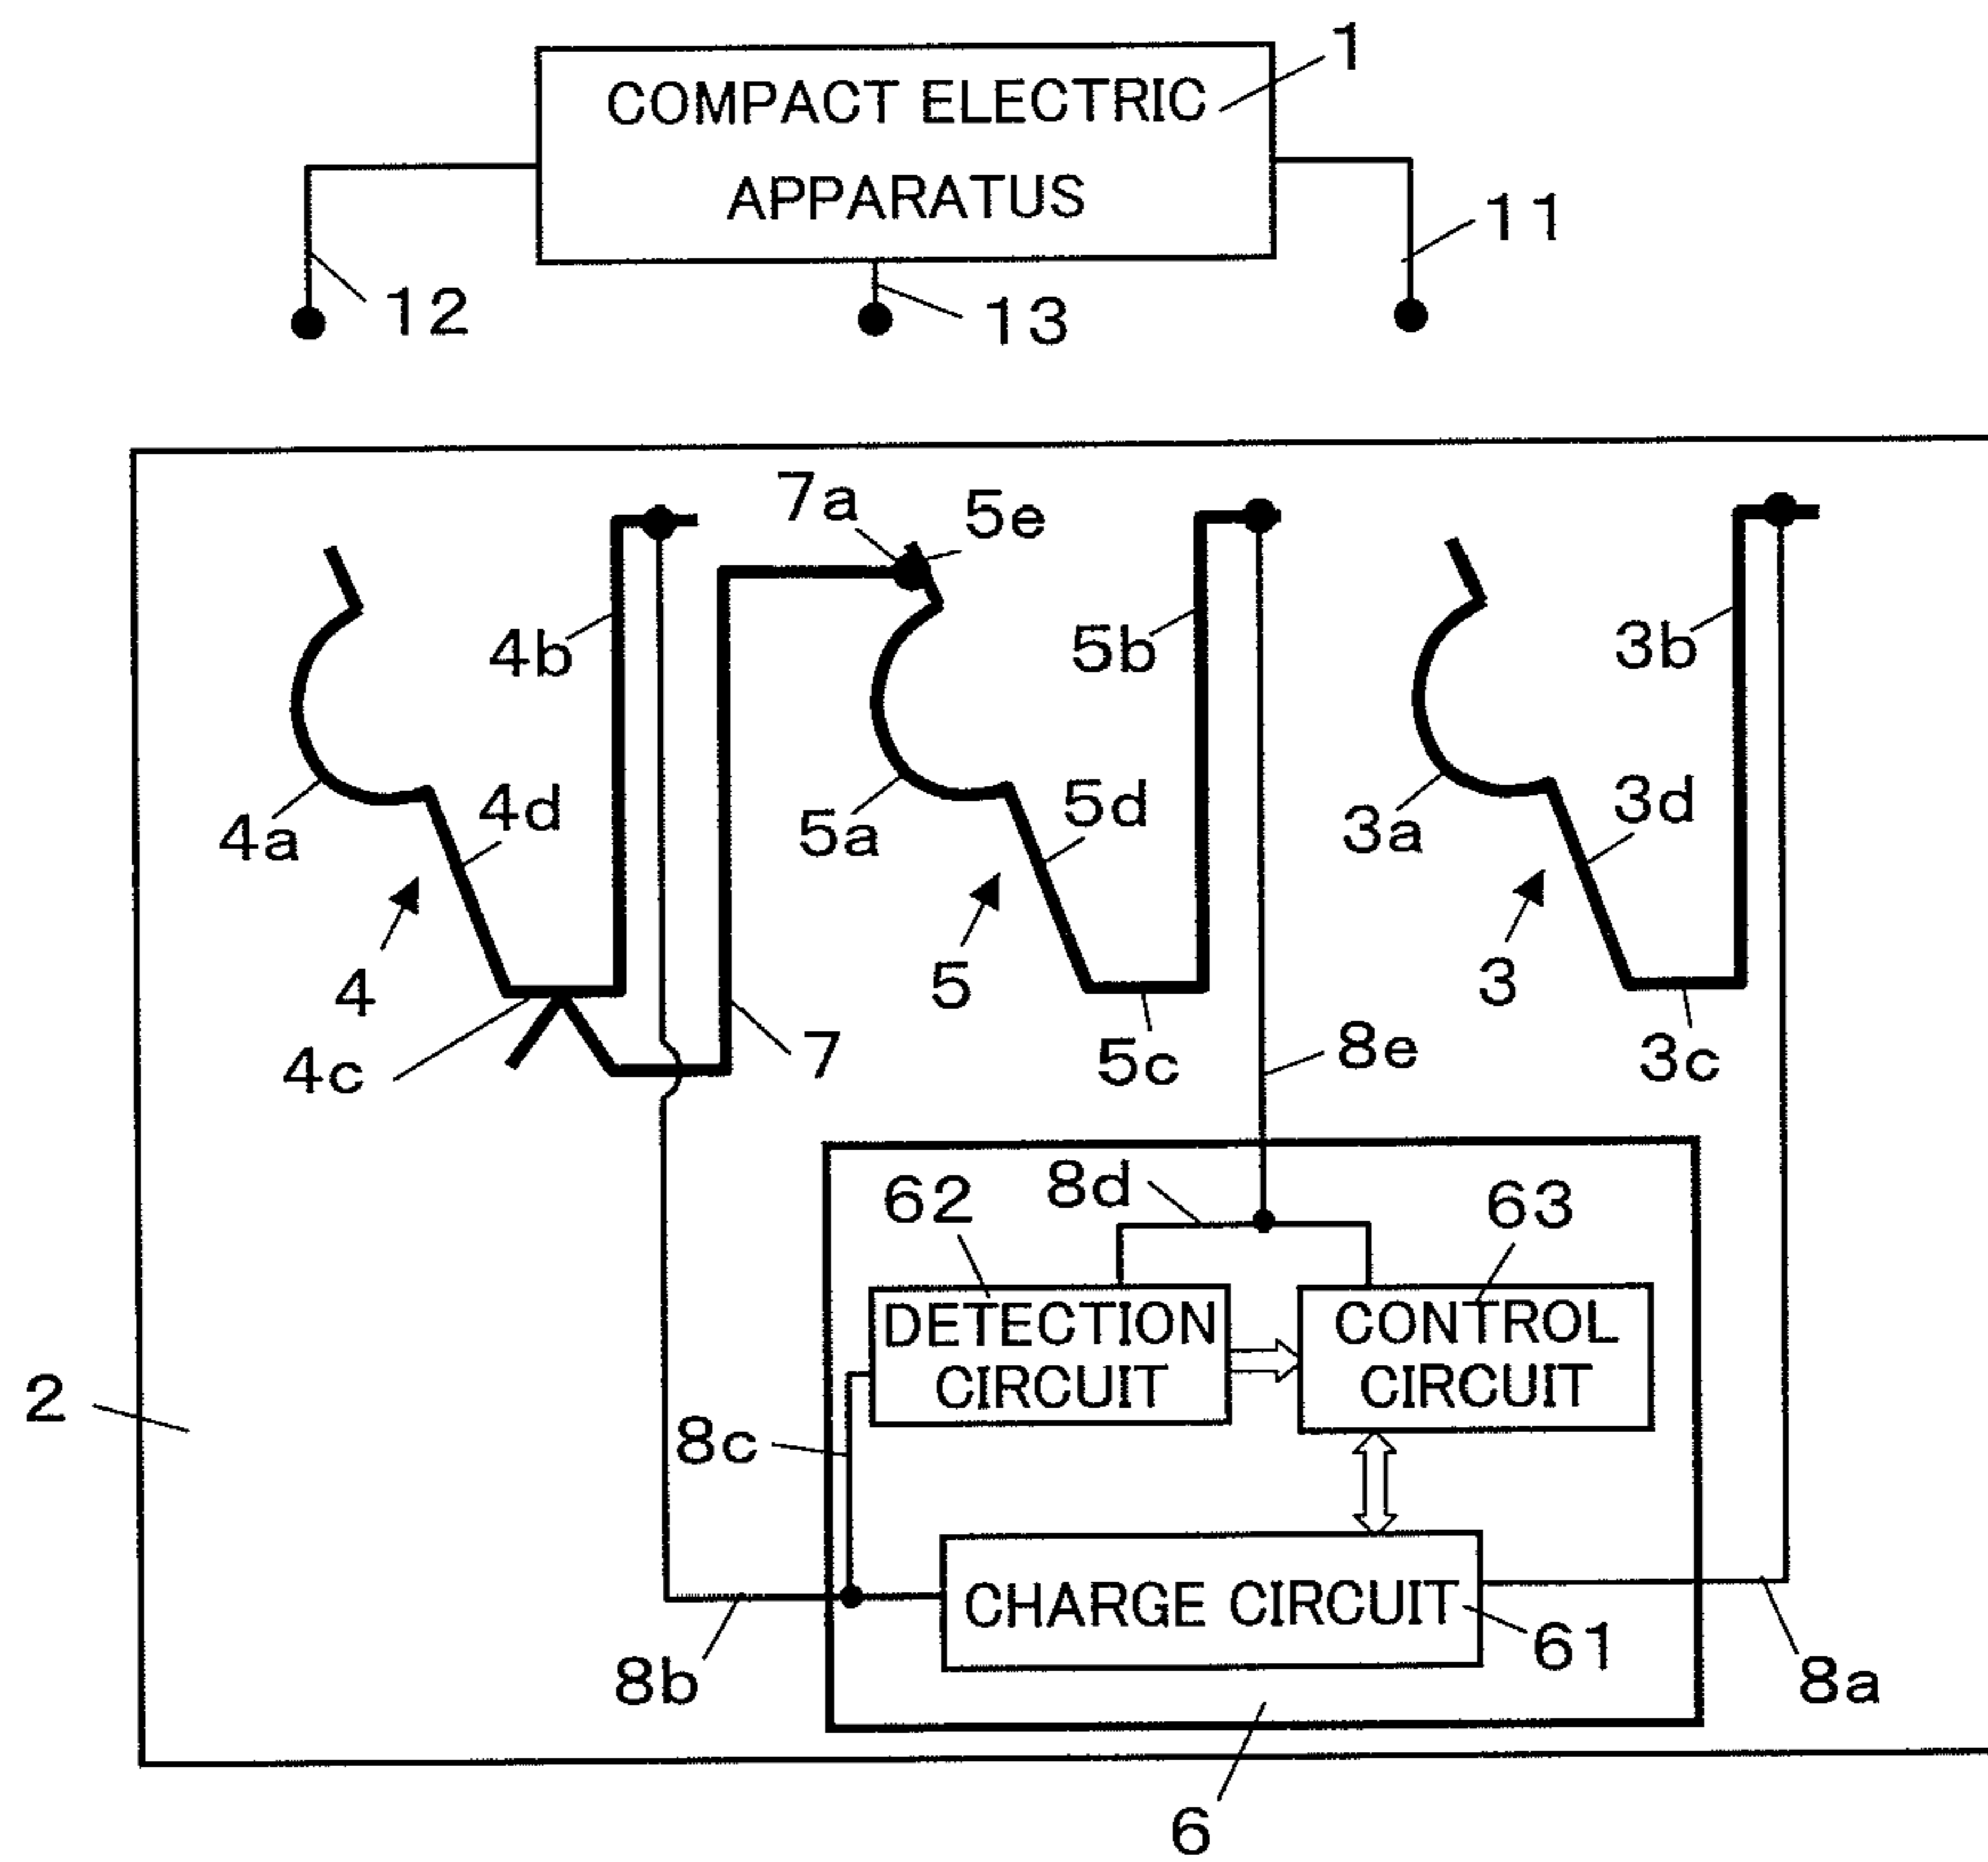 1
COMPACT ELECTRIC
APPARATUS
11
12
13
7a
5e
4b
5b
3b
4a
4d
5a
5d
3a
3d
4
5
3
4c
7
5c
8e
3c
62
8d
63
DETECTION
CIRCUIT
CONTROL
CIRCUIT
2
8c
CHARGE CIRCUIT
61
8b
8a
6